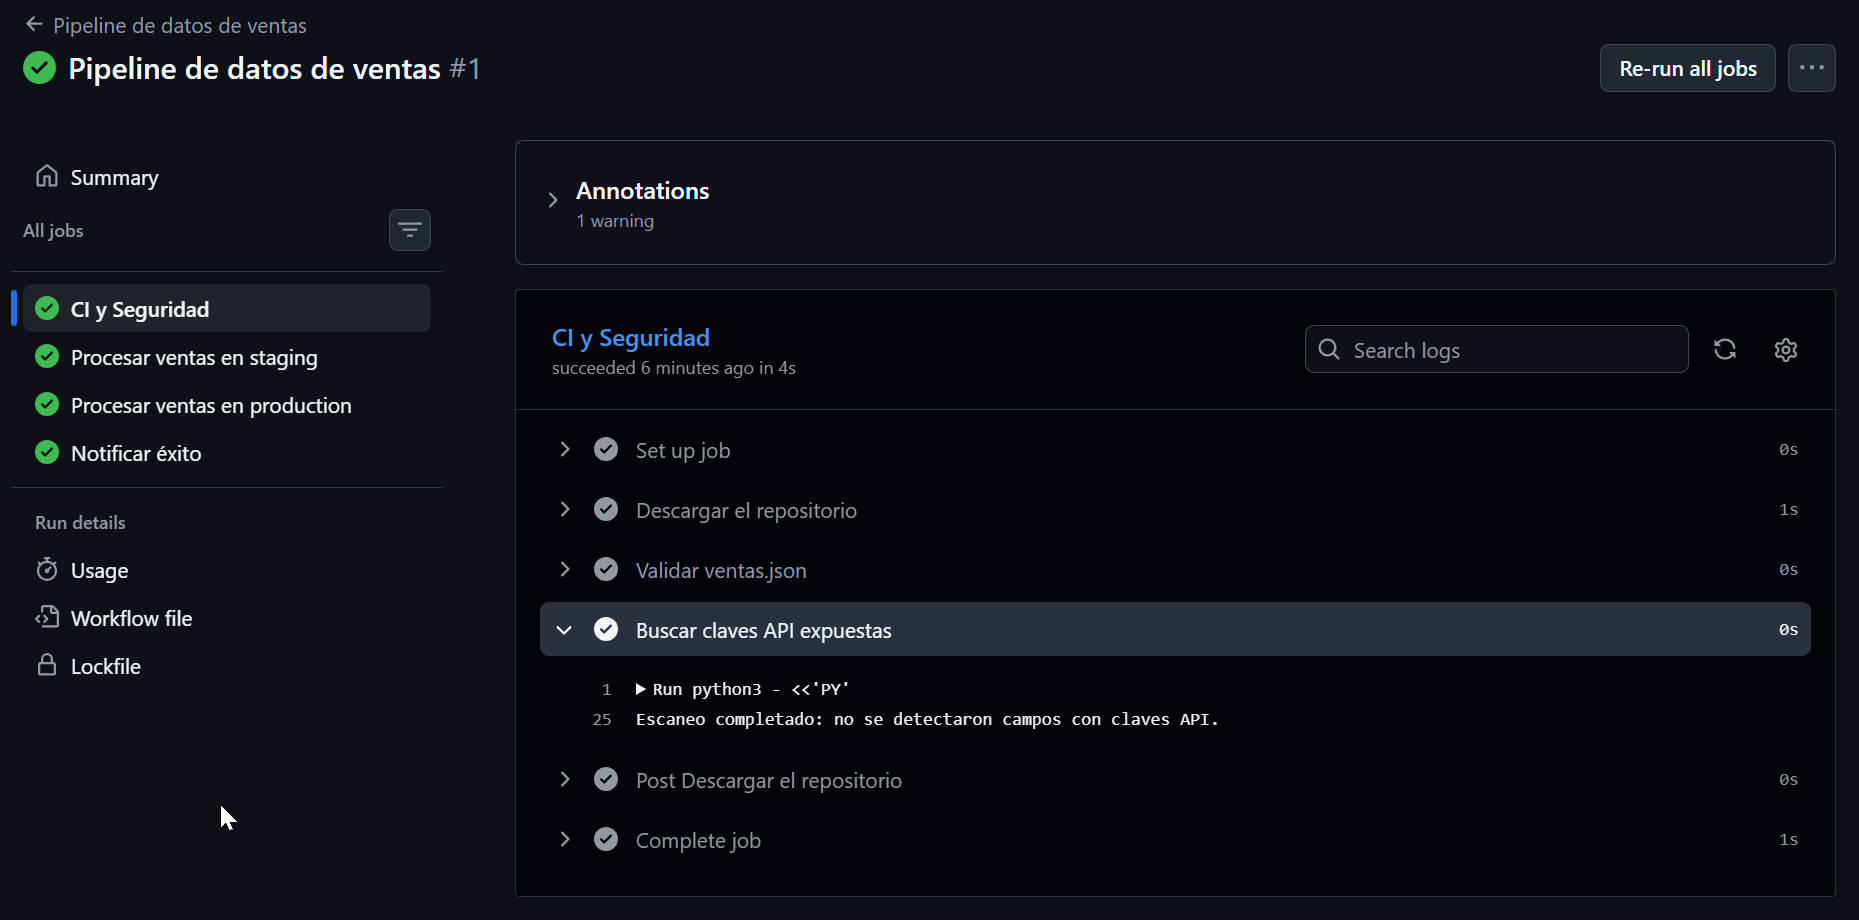 Pipeline de datos de ventas
Pipeline de datos de ventas #1
Re-run all jobs
Summary
All jobs
CI y Seguridad
Procesar ventas en staging
Procesar ventas en production
Notificar éxito
Run details
Usage
Workflow file
Lockfile
Annotations
1 warning
CI y Seguridad
succeeded 6 minutes ago in 4s
Search logs
Set up job 0s
Descargar el repositorio 1s
Validar ventas.json 0s
Buscar claves API expuestas 0s
1 Run python3 - <<'PY'
25 Escaneo completado: no se detectaron campos con claves API.
Post Descargar el repositorio 0s
Complete job 1s